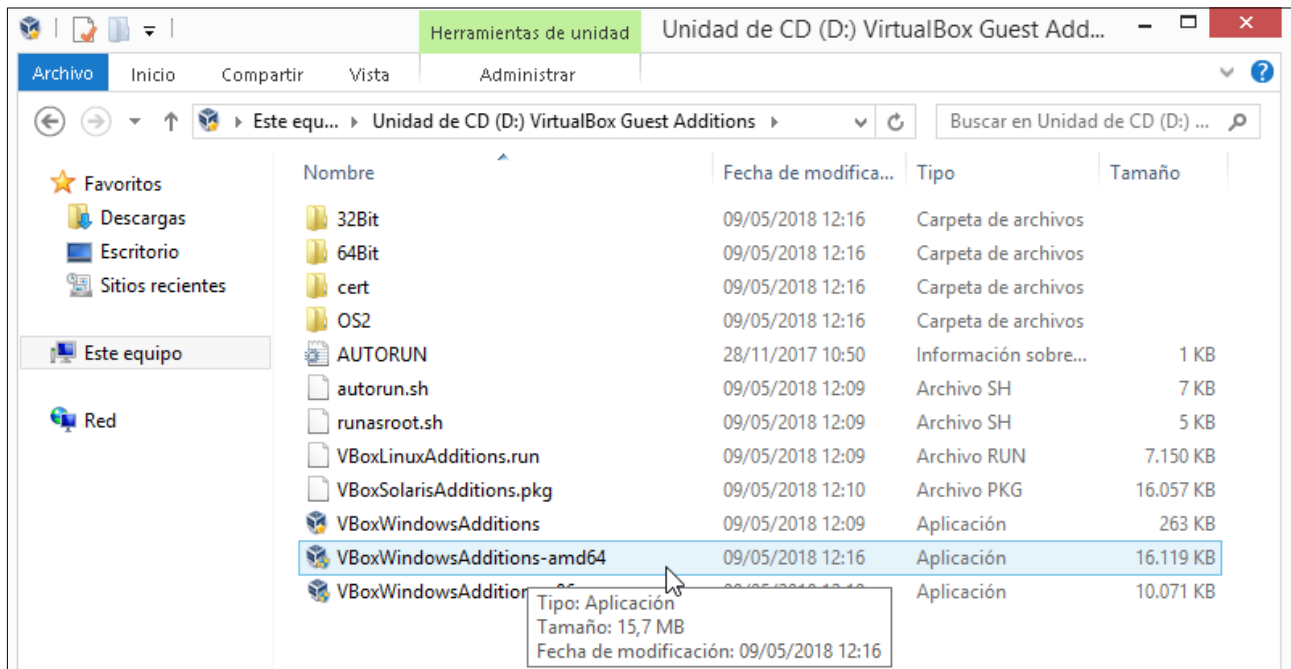 Herramientas de unidad Unidad de CD (D:) VirtualBox Guest Add...
Archivo Inicio Compartir Vista Administrar
Este equ... Unidad de CD (D:) VirtualBox Guest Additions Buscar en Unidad de CD (D:) ...
Favoritos
Descargas
Escritorio
Sitios recientes
Este equipo
Red
Nombre Fecha de modifica... Tipo Tamaño
32Bit 09/05/2018 12:16 Carpeta de archivos
64Bit 09/05/2018 12:16 Carpeta de archivos
cert 09/05/2018 12:16 Carpeta de archivos
OS2 09/05/2018 12:16 Carpeta de archivos
AUTORUN 28/11/2017 10:50 Información sobre... 1 KB
autorun.sh 09/05/2018 12:09 Archivo SH 7 KB
runasroot.sh 09/05/2018 12:09 Archivo SH 5 KB
VBoxLinuxAdditions.run 09/05/2018 12:09 Archivo RUN 7.150 KB
VBoxSolarisAdditions.pkg 09/05/2018 12:10 Archivo PKG 16.057 KB
VBoxWindowsAdditions 09/05/2018 12:09 Aplicación 263 KB
VBoxWindowsAdditions-amd64 09/05/2018 12:16 Aplicación 16.119 KB
Aplicación 10.071 KB
Tipo: Aplicación
Tamaño: 15,7 MB
Fecha de modificación: 09/05/2018 12:16